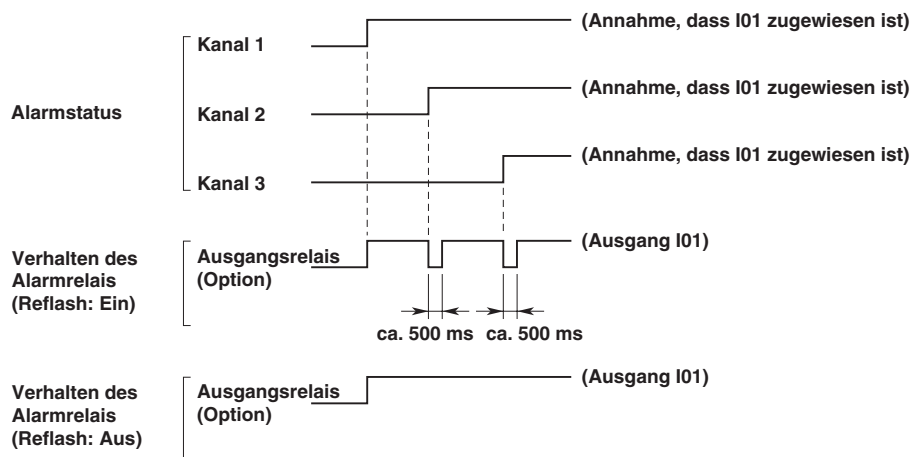 Alarmstatus
Kanal 1
(Annahme, dass I01 zugewiesen ist)
Kanal 2
(Annahme, dass I01 zugewiesen ist)
Kanal 3
(Annahme, dass I01 zugewiesen ist)
Verhalten des
Alarmrelais
(Reflash: Ein)
Ausgangsrelais
(Option)
(Ausgang I01)
ca. 500 ms
ca. 500 ms
Verhalten des
Alarmrelais
(Reflash: Aus)
Ausgangsrelais
(Option)
(Ausgang I01)